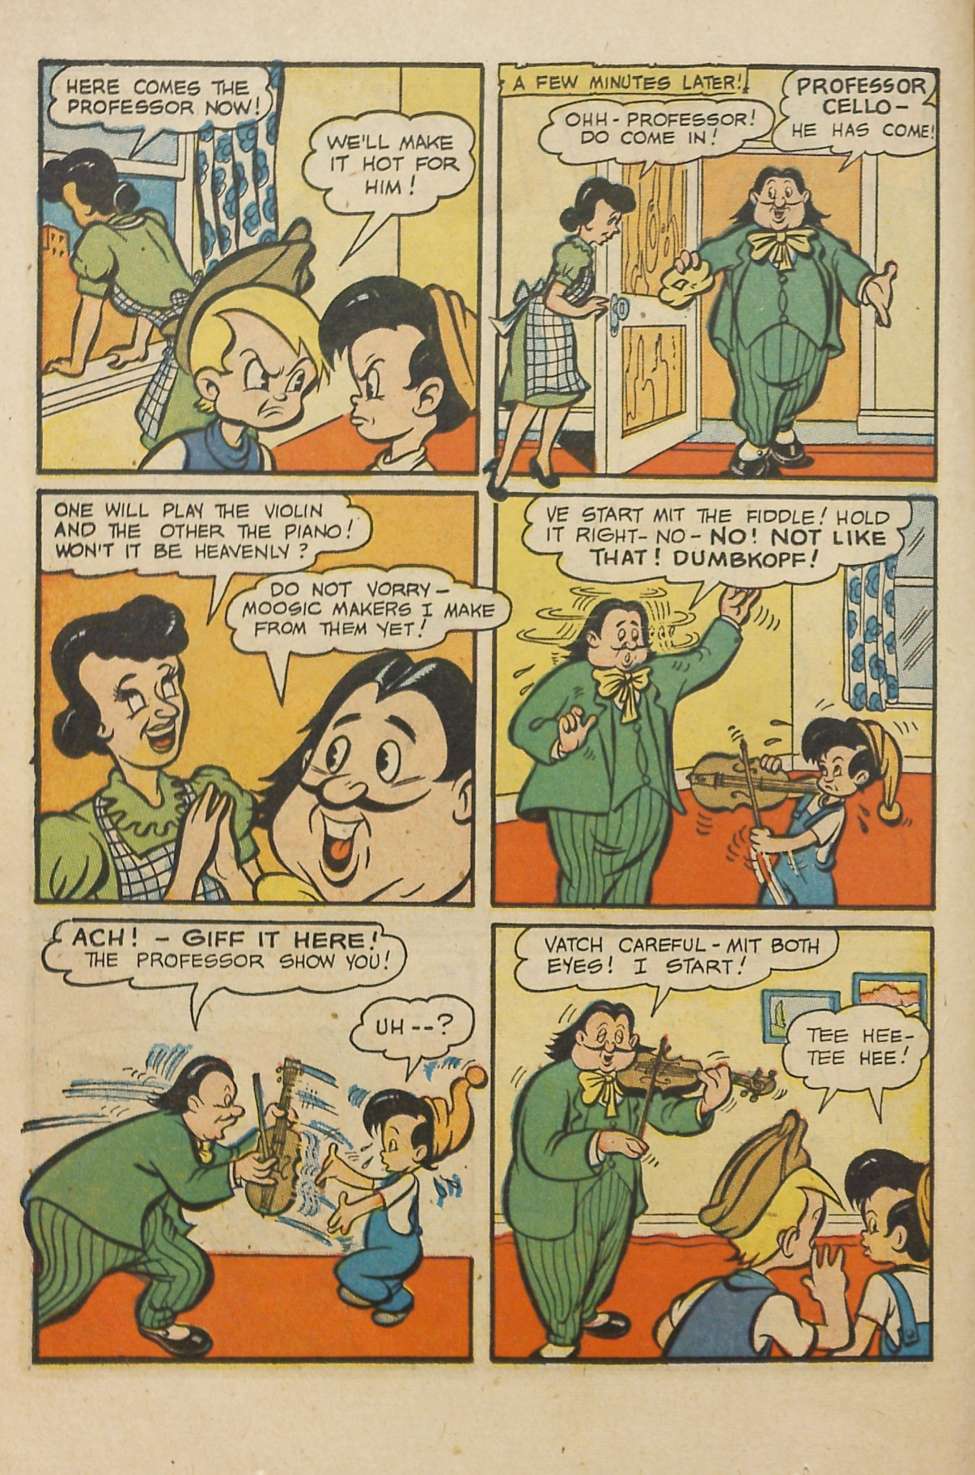 HERE COMES THE
PROFESSOR NOW!
WE'LL MAKE
IT HOT FOR
HIM!
A FEW MINUTES LATER!
OHH - PROFESSOR!
DO COME IN!
PROFESSOR
CELLO -
HE HAS COME!
ONE WILL PLAY THE VIOLIN
AND THE OTHER THE PIANO!
WON'T IT BE HEAVENLY?
DO NOT VORRY -
MOOSIC MAKERS I MAKE
FROM THEM YET!
VE START MIT THE FIDDLE! HOLD
IT RIGHT - NO - NO! NOT LIKE
THAT! DUMBKOPF!
ACH! - GIFF IT HERE!
THE PROFESSOR SHOW YOU!
UH --?
VATCH CAREFUL - MIT BOTH
EYES! I START!
TEE HEE-
TEE HEE!